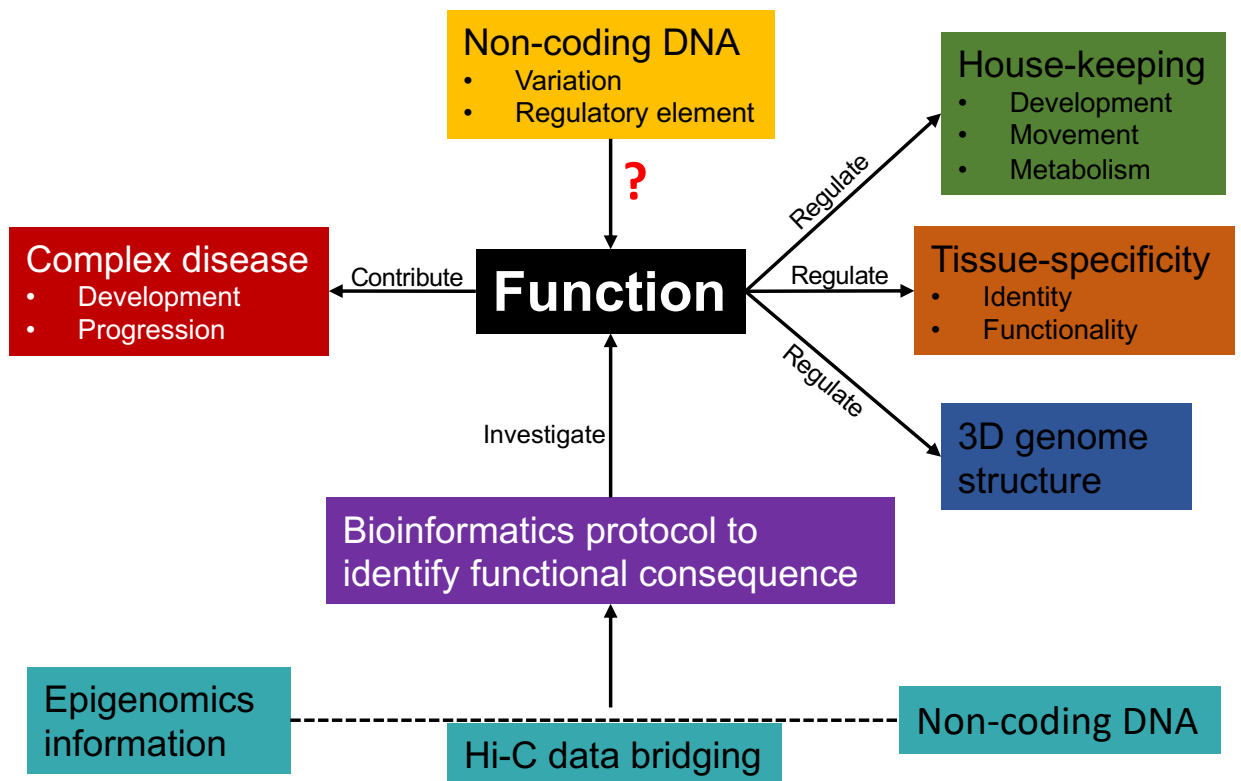 Non-coding DNA
• Variation
• Regulatory element
?
House-keeping
• Development
• Movement
• Metabolism
Regulate
Complex disease
• Development
• Progression
Contribute
Function
Regulate
Tissue-specificity
• Identity
• Functionality
Regulate
3D genome
structure
Investigate
Bioinformatics protocol to
identify functional consequence
Epigenomics
information
Hi-C data bridging
Non-coding DNA